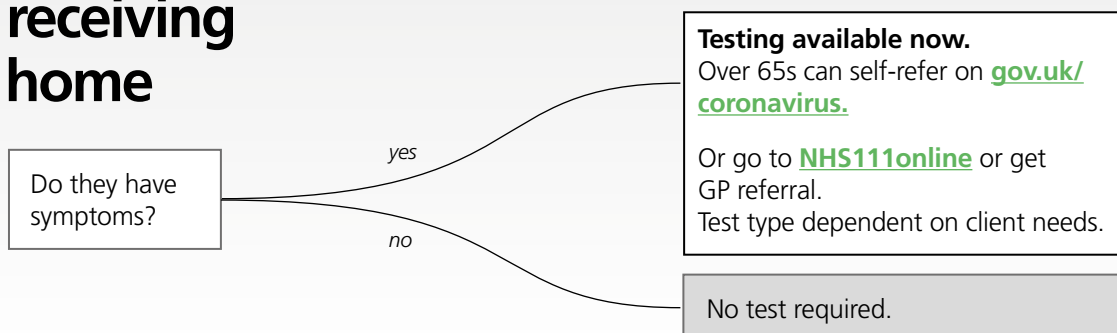 receiving
home
Do they have
symptoms?
yes
no
Testing available now.
Over 65s can self-refer on gov.uk/
coronavirus.
Or go to NHS111online or get
GP referral.
Test type dependent on client needs.
No test required.